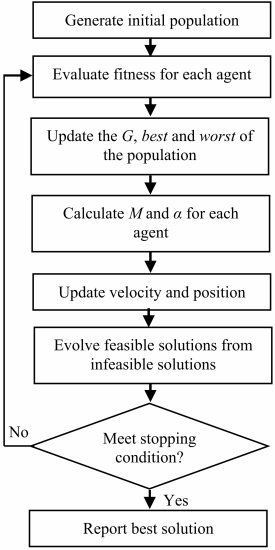 Generate initial population
Evaluate fitness for each agent
Update the G, best and worst of
the population
Calculate M and α for each
agent
Update velocity and position
Evolve feasible solutions from
infeasible solutions
No
Meet stopping
condition?
Yes
Report best solution